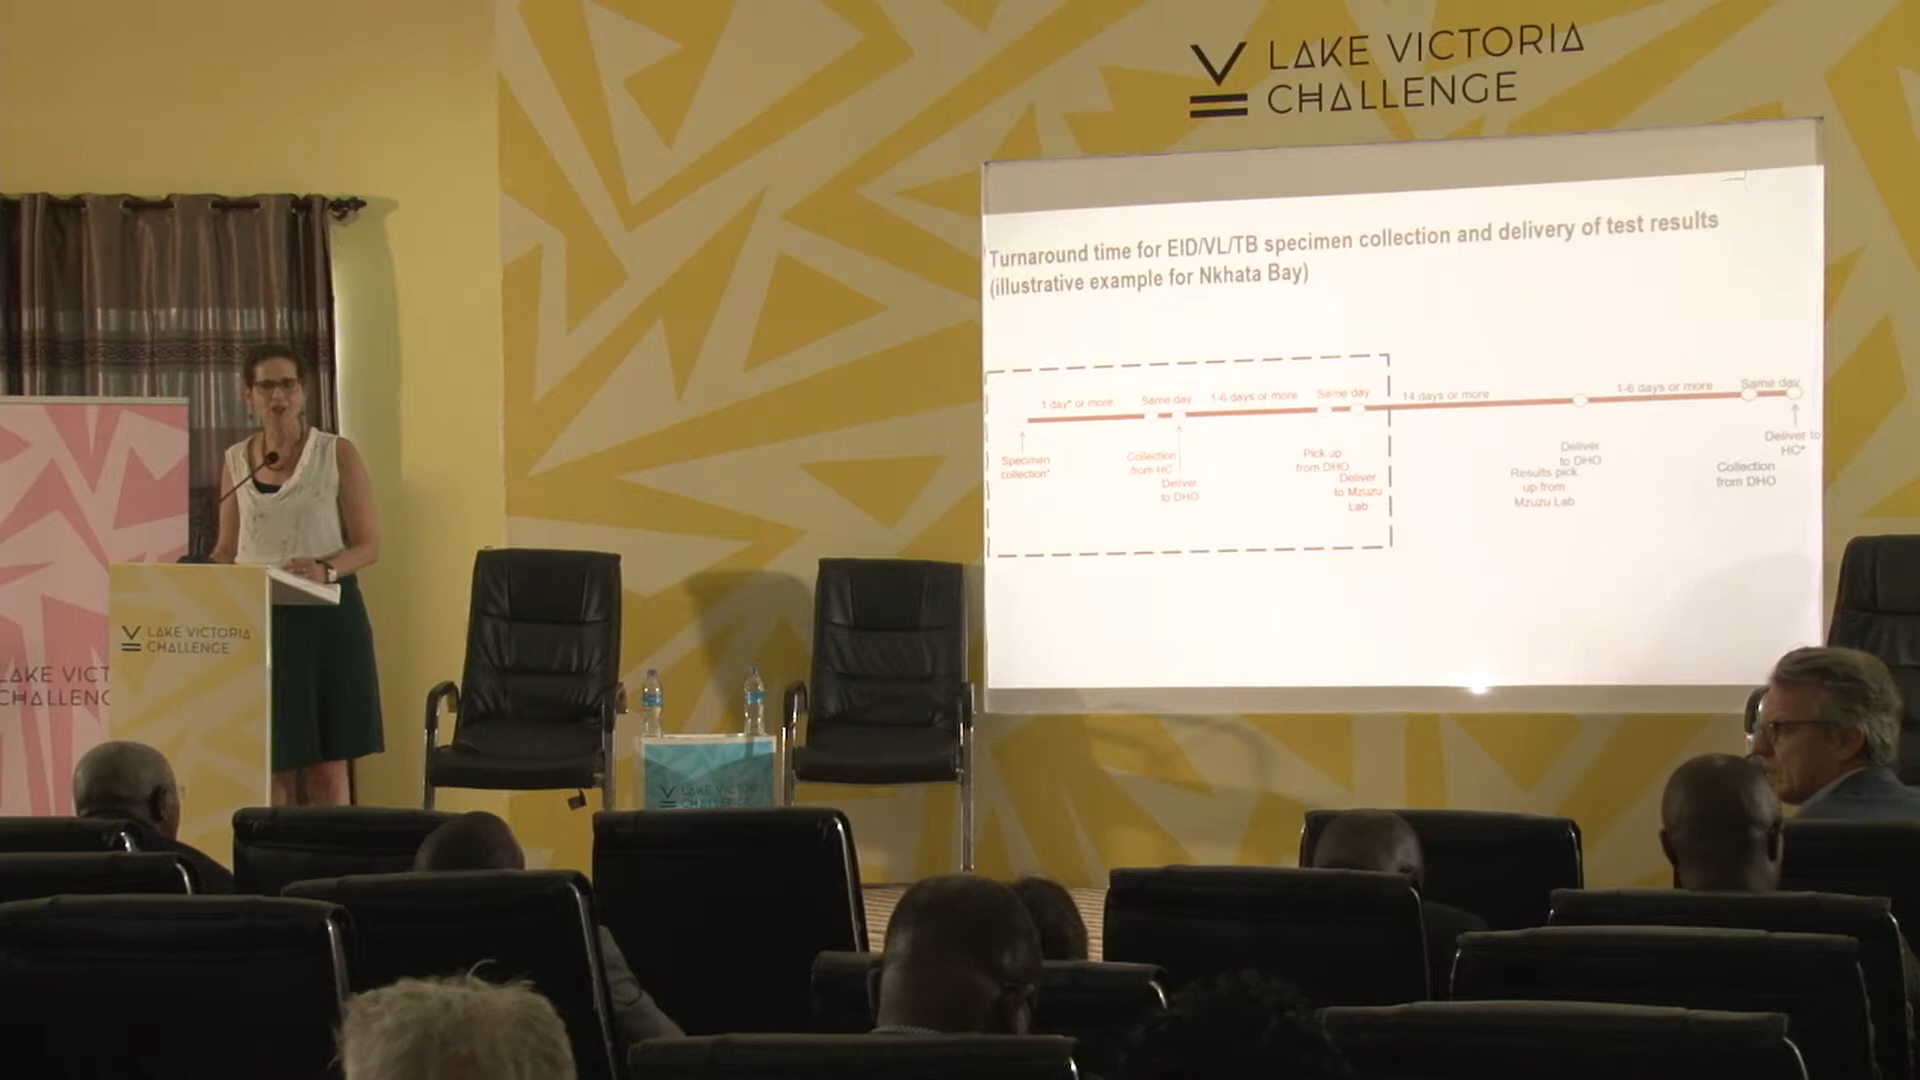 LAKE VICTORIA
CHALLENGE
Turnaround time for EID/VL/TB specimen collection and delivery of test results
(illustrative example for Nkhata Bay)
1 day* or more
Same day
1-6 days or more
Same day
14 days or more
1-6 days or more
Same day
Specimen
collection*
Collection
from HC
Deliver
to DHO
Pick up
from DHO
Deliver
to Mzuzu
Lab
Results pick
up from
Mzuzu Lab
Deliver
to DHO
Collection
from DHO
Deliver to
HC*
LAKE VICTORIA
CHALLENGE
LAKE VICT
CHALLENG
LAKE VICTORIA
CHALLENGE